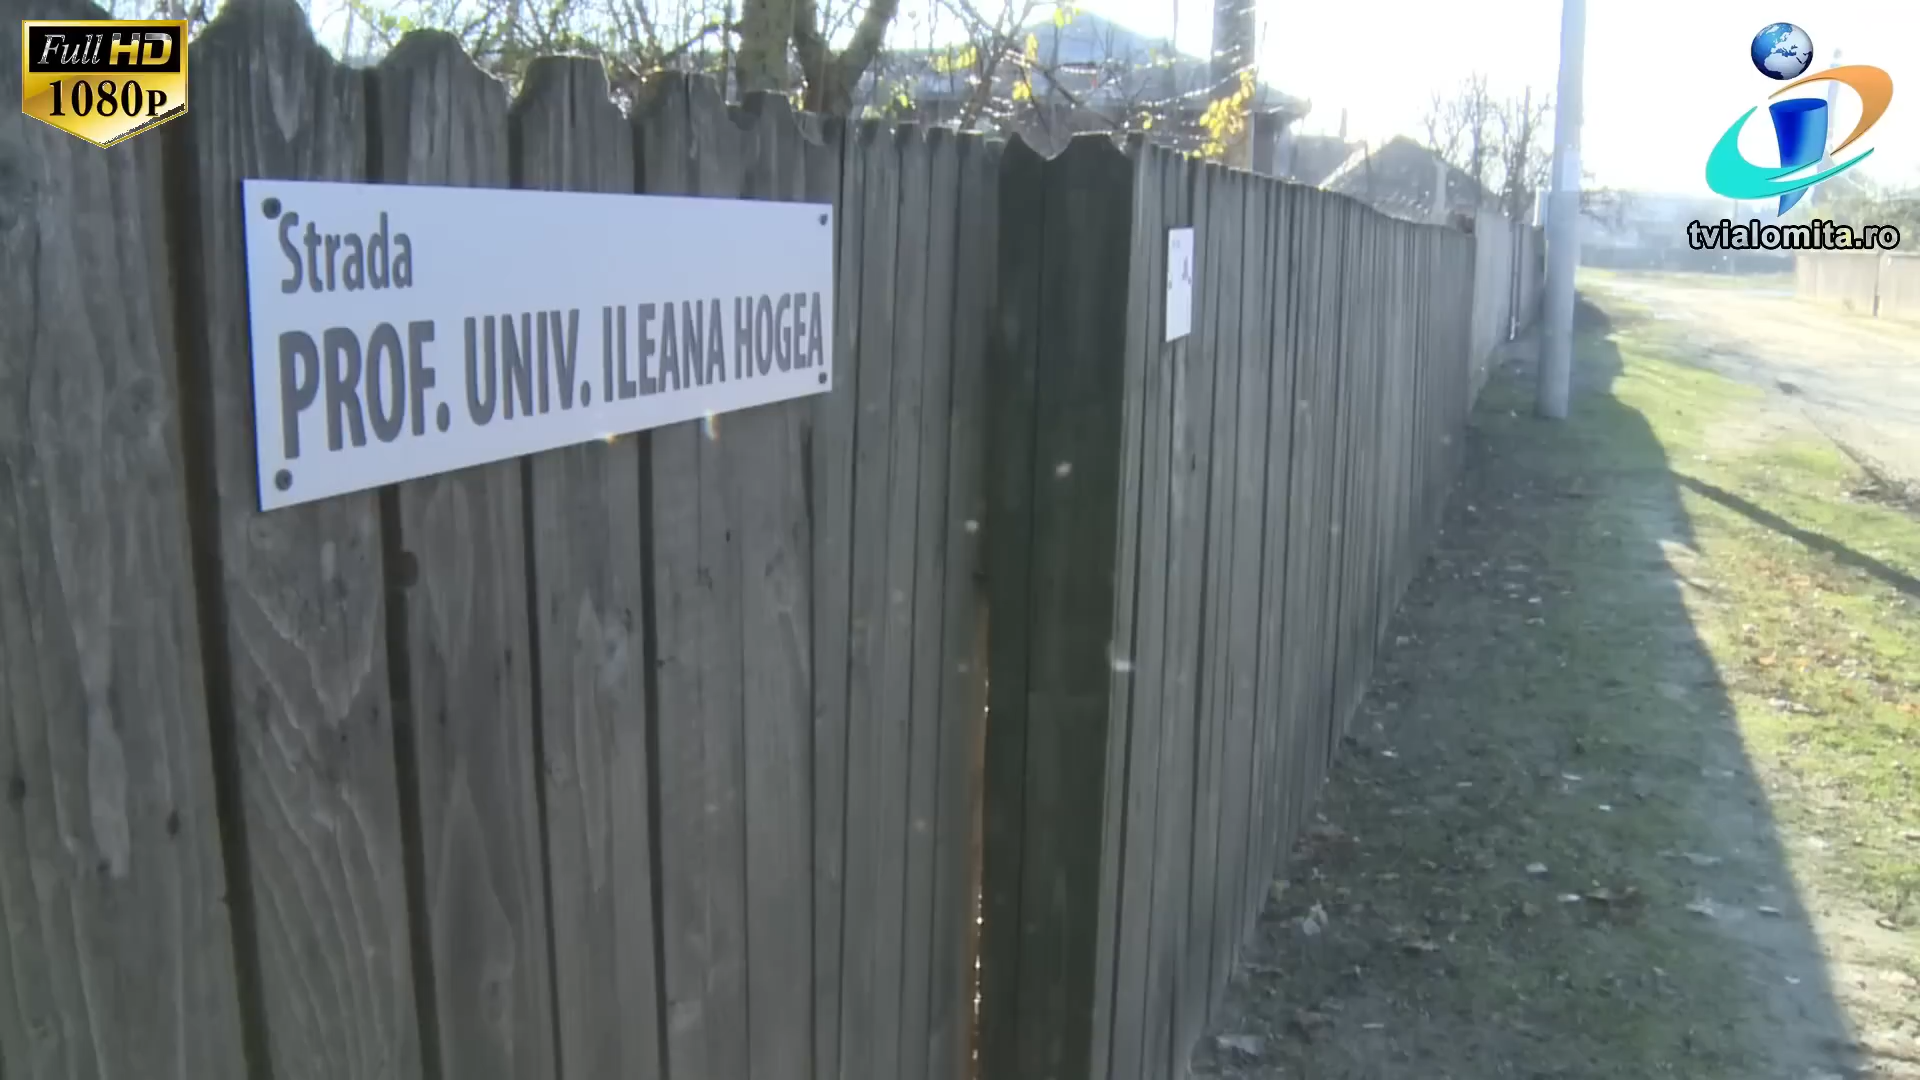 Full HD
1080P
tvialomita.ro
Strada
PROF. UNIV. ILEANA HOGEA